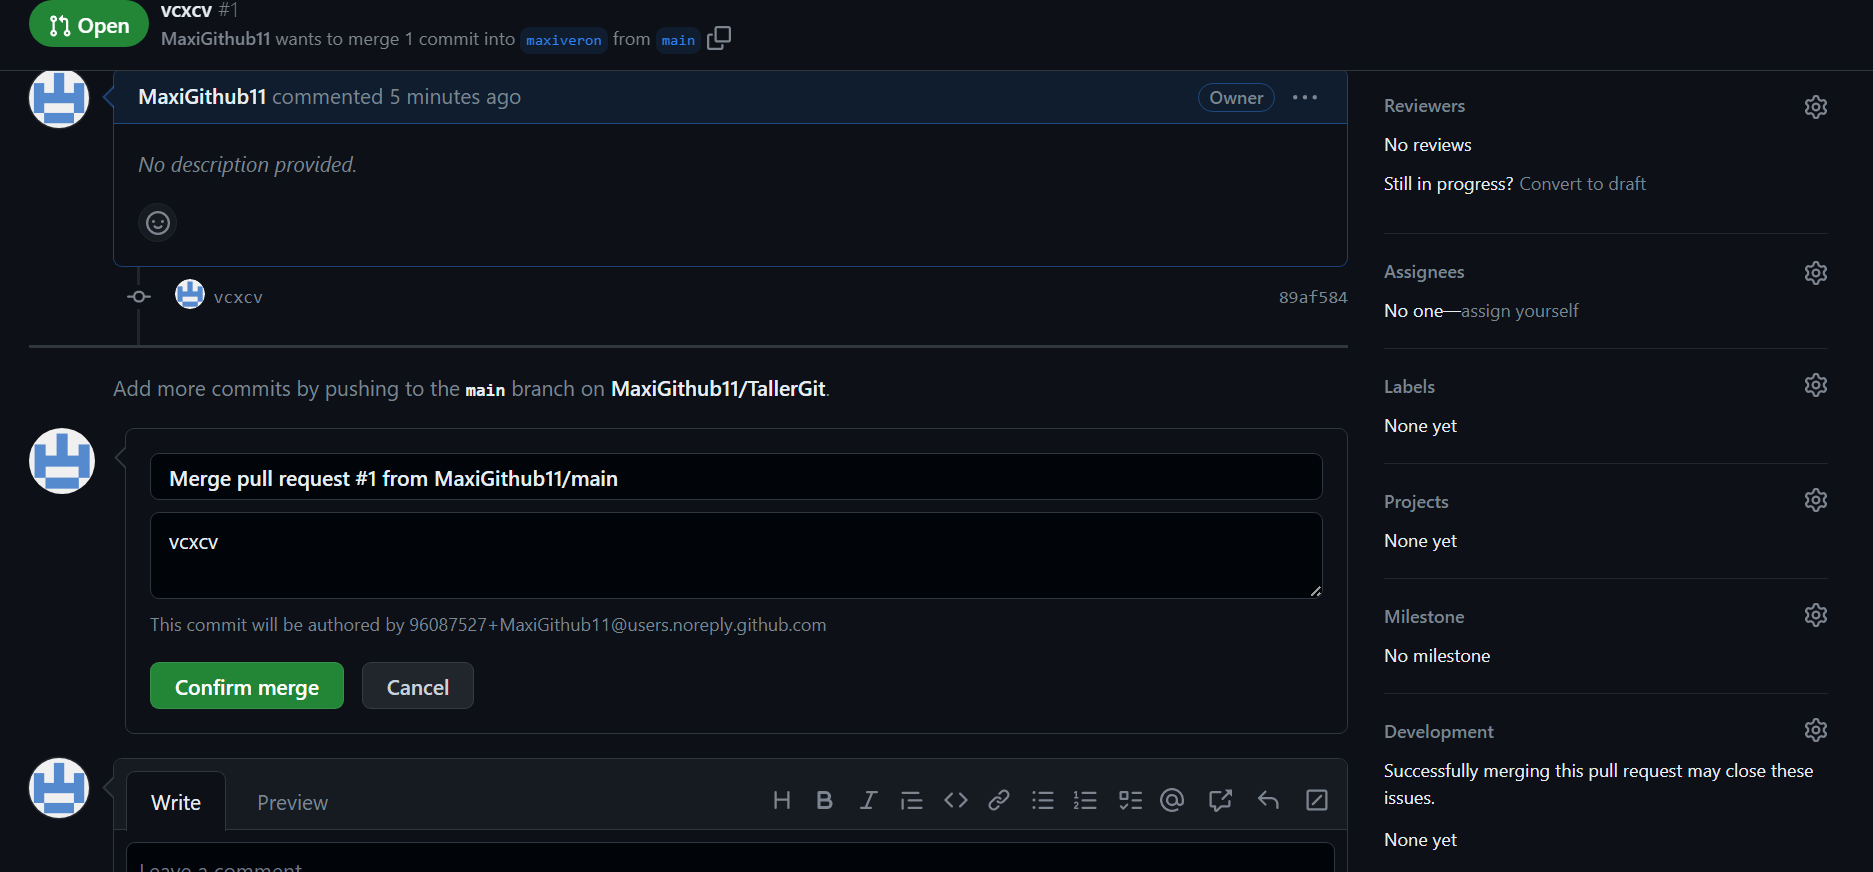 Open
vcxcv #1
MaxiGithub11 wants to merge 1 commit into maxiveron from main
MaxiGithub11 commented 5 minutes ago
Owner
No description provided.
vcxcv
89af584
Add more commits by pushing to the main branch on MaxiGithub11/TallerGit.
Merge pull request #1 from MaxiGithub11/main
vcxcv
This commit will be authored by 96087527+MaxiGithub11@users.noreply.github.com
Confirm merge
Cancel
Write
Preview
Leave a comment
Reviewers
No reviews
Still in progress? Convert to draft
Assignees
No one—assign yourself
Labels
None yet
Projects
None yet
Milestone
No milestone
Development
Successfully merging this pull request may close these
issues.
None yet